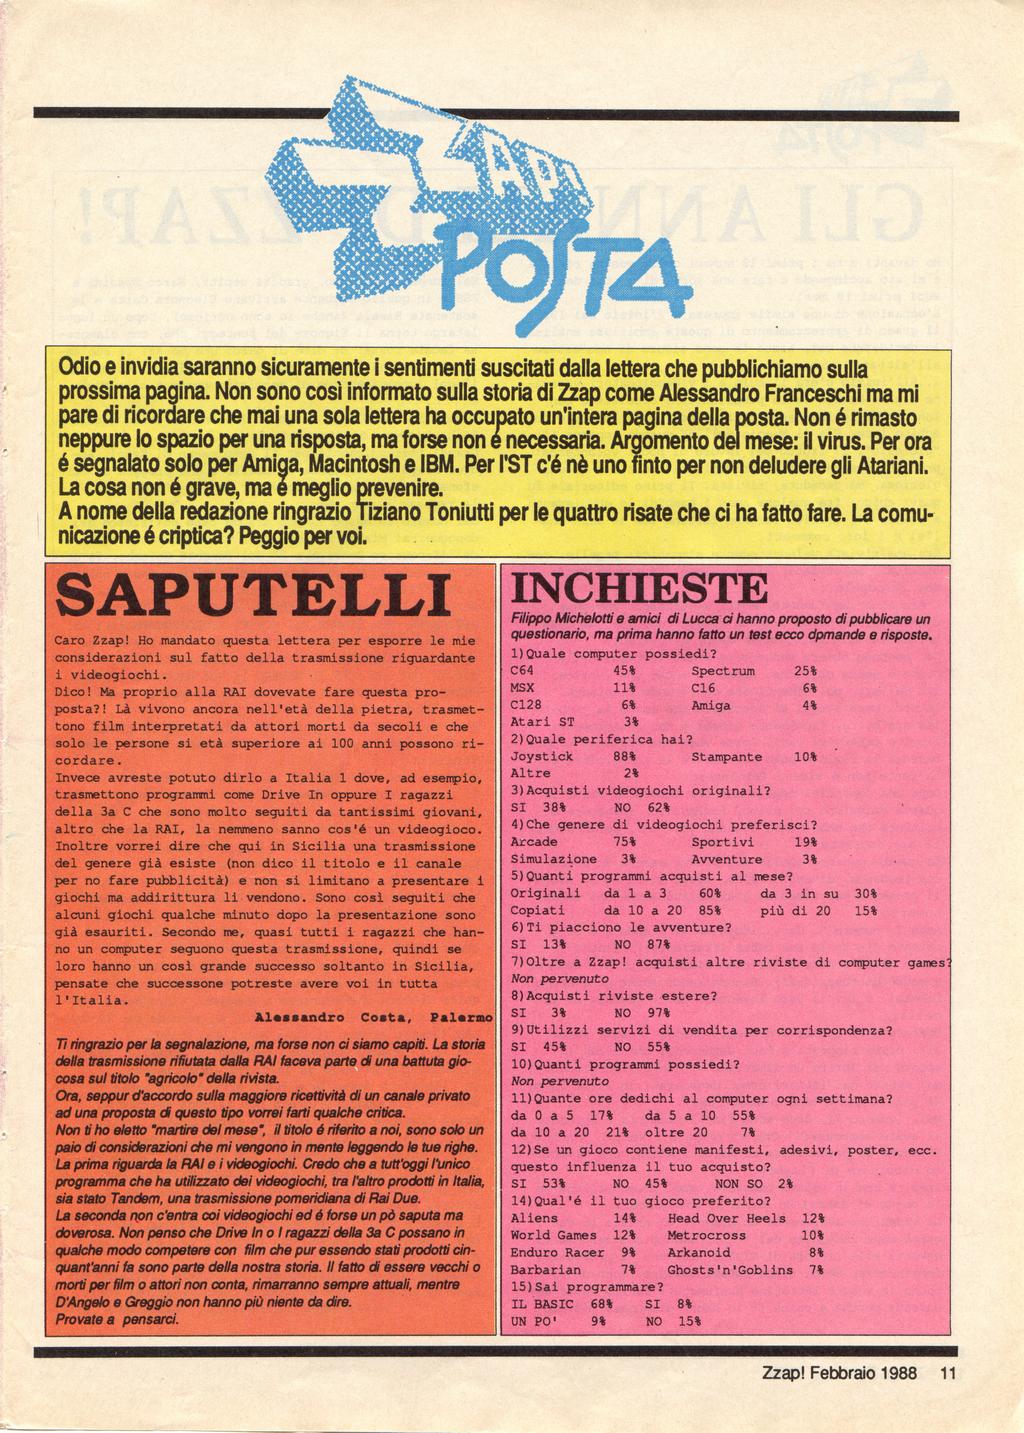 ZZAP!
POSTA
Odio e invidia saranno sicuramente i sentimenti suscitati dalla lettera che pubblichiamo sulla
prossima pagina. Non sono così informato sulla storia di Zzap come Alessandro Franceschi ma mi
pare di ricordare che mai una sola lettera ha occupato un'intera pagina della posta. Non é rimasto
neppure lo spazio per una risposta, ma forse non é necessaria. Argomento del mese: il virus. Per ora
é segnalato solo per Amiga, Macintosh e IBM. Per l'ST c'é nè uno finto per non deludere gli Atariani.
La cosa non é grave, ma é meglio prevenire.
A nome della redazione ringrazio Tiziano Toniutti per le quattro risate che ci ha fatto fare. La comu-
nicazione é criptica? Peggio per voi.
SAPUTELLI
Caro Zzap! Ho mandato questa lettera per esporre le mie
considerazioni sul fatto della trasmissione riguardante
i videogiochi.
Dico! Ma proprio alla RAI dovevate fare questa pro-
posta?! Là vivono ancora nell'età della pietra, trasmet-
tono film interpretati da attori morti da secoli e che
solo le persone si età superiore ai 100 anni possono ri-
cordare.
Invece avreste potuto dirlo a Italia 1 dove, ad esempio,
trasmettono programmi come Drive In oppure I ragazzi
della 3a C che sono molto seguiti da tantissimi giovani,
altro che la RAI, la nemmeno sanno cos'é un videogioco.
Inoltre vorrei dire che qui in Sicilia una trasmissione
del genere già esiste (non dico il titolo e il canale
per no fare pubblicità) e non si limitano a presentare i
giochi ma addirittura li vendono. Sono così seguiti che
alcuni giochi qualche minuto dopo la presentazione sono
già esauriti. Secondo me, quasi tutti i ragazzi che han-
no un computer seguono questa trasmissione, quindi se
loro hanno un così grande successo soltanto in Sicilia,
pensate che successone potreste avere voi in tutta
l'Italia.
Alessandro Costa, Palermo
Ti ringrazio per la segnalazione, ma forse non ci siamo capiti. La storia
della trasmissione rifiutata dalla RAI faceva parte di una battuta gio-
cosa sul titolo "agricolo" della rivista.
Ora, seppur d'accordo sulla maggiore ricettività di un canale privato
ad una proposta di questo tipo vorrei farti qualche critica.
Non ti ho eletto "martire del mese", il titolo é riferito a noi, sono solo un
paio di considerazioni che mi vengono in mente leggendo le tue righe.
La prima riguarda la RAI e i videogiochi. Credo che a tutt'oggi l'unico
programma che ha utilizzato dei videogiochi, tra l'altro prodotti in Italia,
sia stato Tandem, una trasmissione pomeridiana di Rai Due.
La seconda non c'entra coi videogiochi ed é forse un pò saputa ma
doverosa. Non penso che Drive In o I ragazzi della 3a C possano in
qualche modo competere con film che pur essendo stati prodotti cin-
quant'anni fa sono parte della nostra storia. Il fatto di essere vecchi o
morti per film o attori non conta, rimarranno sempre attuali, mentre
D'Angelo e Greggio non hanno più niente da dire.
Provate a pensarci.
INCHIESTE
Filippo Michelotti e amici di Lucca ci hanno proposto di pubblicare un
questionario, ma prima hanno fatto un test ecco dpmande e risposte.
1)Quale computer possiedi?
C64 45% Spectrum 25%
MSX 11% C16 6%
C128 6% Amiga 4%
Atari ST 3%
2)Quale periferica hai?
Joystick 88% Stampante 10%
Altre 2%
3)Acquisti videogiochi originali?
SI 38% NO 62%
4)Che genere di videogiochi preferisci?
Arcade 75% Sportivi 19%
Simulazione 3% Avventure 3%
5)Quanti programmi acquisti al mese?
Originali da 1 a 3 60% da 3 in su 30%
Copiati da 10 a 20 85% più di 20 15%
6)Ti piacciono le avventure?
SI 13% NO 87%
7)Oltre a Zzap! acquisti altre riviste di computer games?
Non pervenuto
8)Acquisti riviste estere?
SI 3% NO 97%
9)Utilizzi servizi di vendita per corrispondenza?
SI 45% NO 55%
10)Quanti programmi possiedi?
Non pervenuto
11)Quante ore dedichi al computer ogni settimana?
da 0 a 5 17% da 5 a 10 55%
da 10 a 20 21% oltre 20 7%
12)Se un gioco contiene manifesti, adesivi, poster, ecc.
questo influenza il tuo acquisto?
SI 53% NO 45% NON SO 2%
14)Qual'é il tuo gioco preferito?
Aliens 14% Head Over Heels 12%
World Games 12% Metrocross 10%
Enduro Racer 9% Arkanoid 8%
Barbarian 7% Ghosts'n'Goblins 7%
15)Sai programmare?
IL BASIC 68% SI 8%
UN PO' 9% NO 15%
Zzap! Febbraio 1988 11